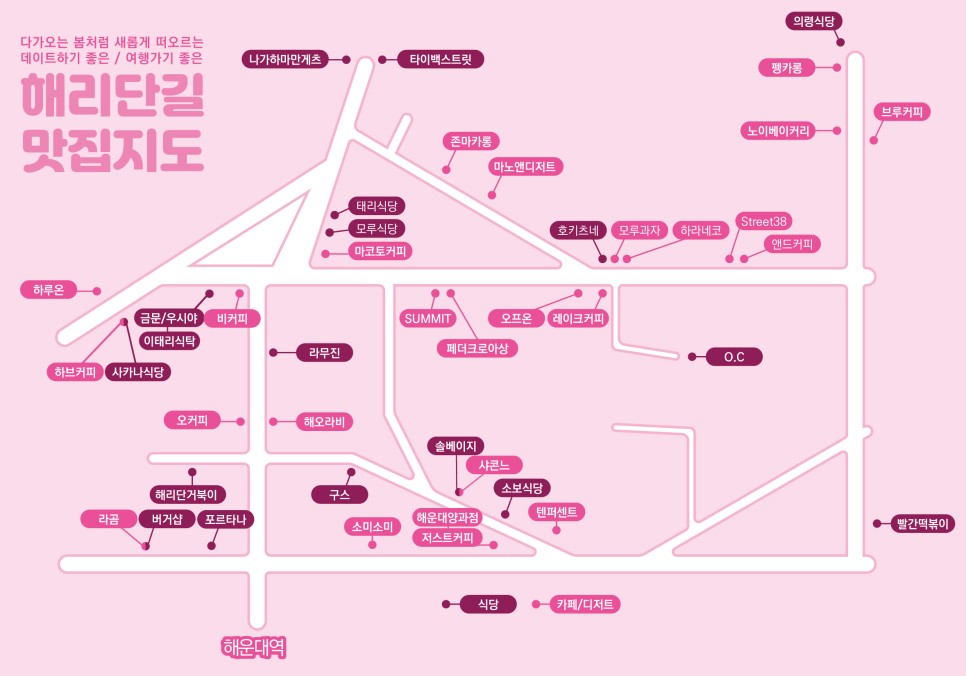 다가오는 봄처럼 새롭게 떠오르는
데이트하기 좋은 / 여행가기 좋은
해리단길
맛집지도
의령식당
나가하마만게츠
타이백스트릿
펭카롱
브루커피
노이베이커리
존마카롱
마노앤디저트
태리식당
모루식당
마코토커피
호키츠네
모루과자
하라네코
Street38
앤드커피
하루온
금문/우시야
비커피
이태리식탁
SUMMIT
오프온
레이크커피
페더크로아상
라무진
O.C
하브커피
사카나식당
오커피
해오라비
솔베이지
샤콘느
해리단거북이
구스
소보식당
라곰
버거샵
포르타나
소미소미
해운대양과점
저스트커피
텐퍼센트
빨간떡볶이
식당
카페/디저트
해운대역